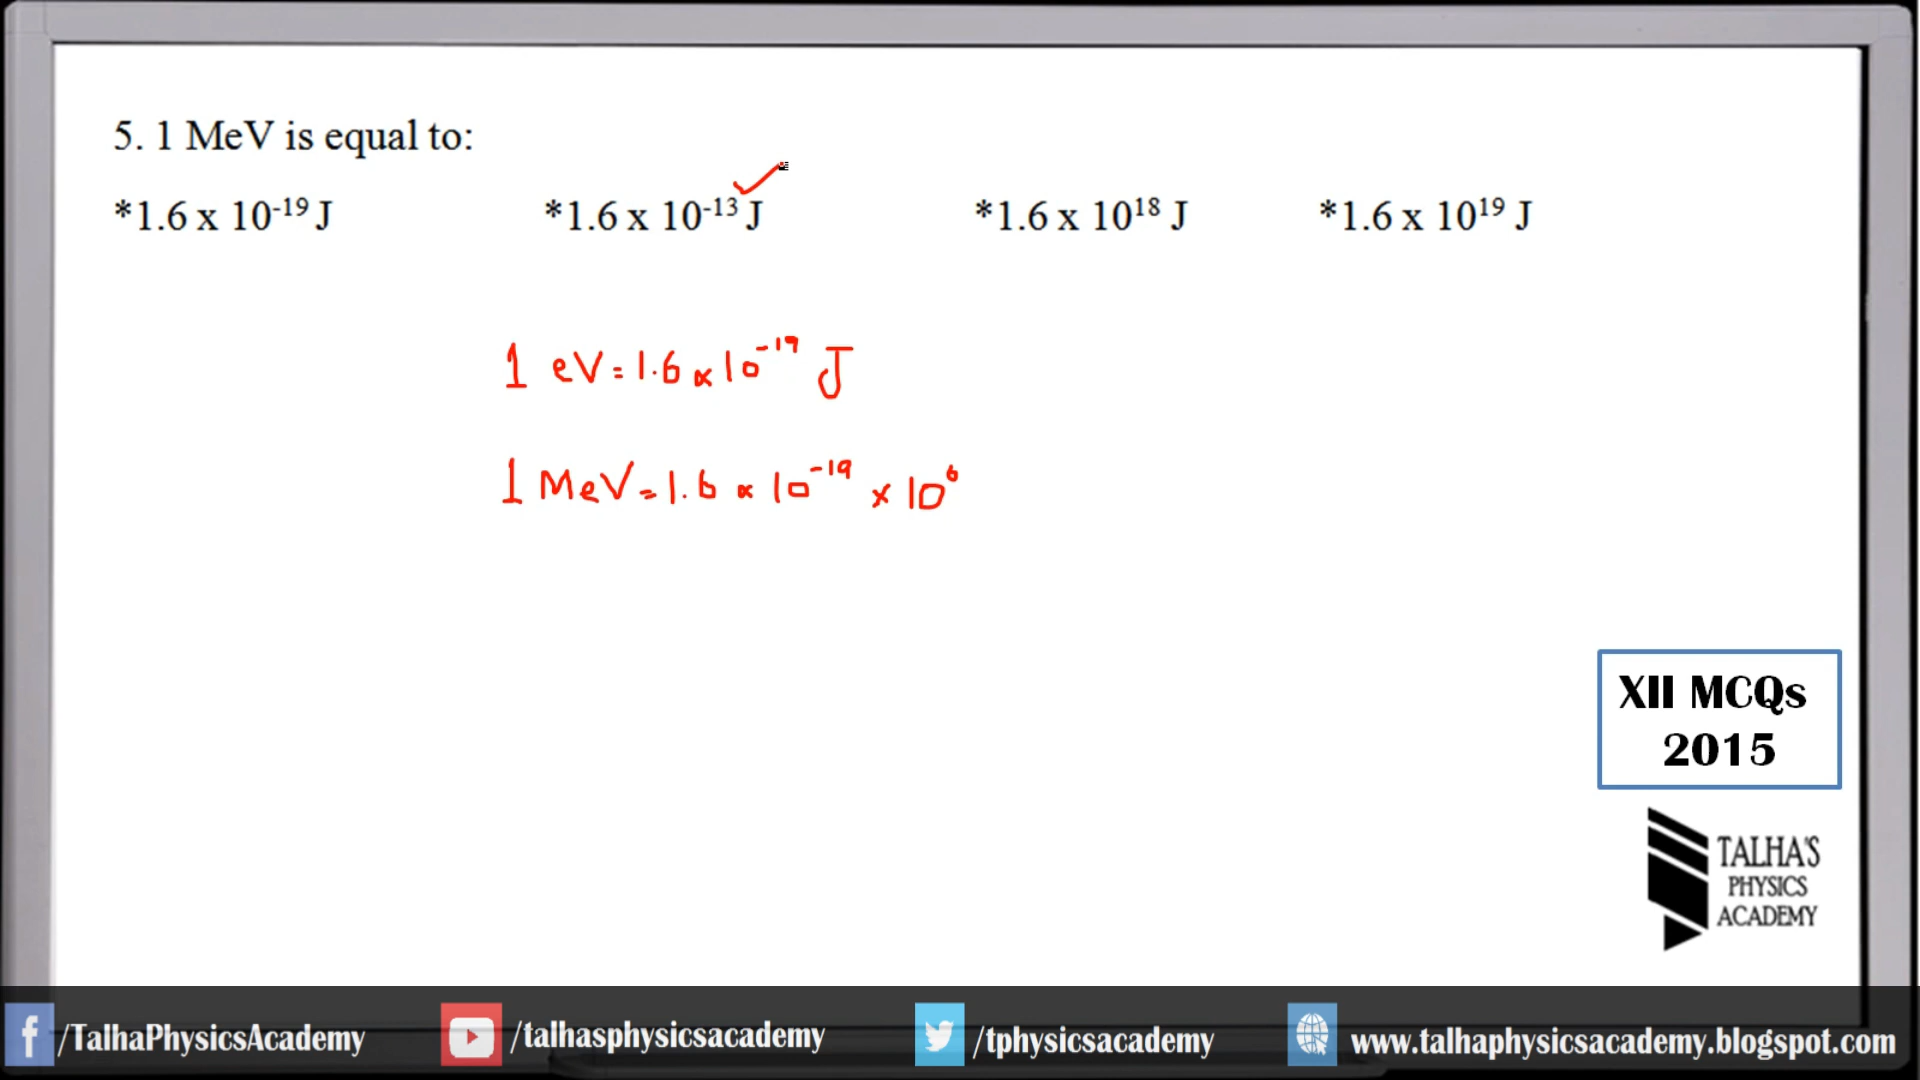 5. 1 MeV is equal to:
*1.6 x 10⁻¹⁹ J *1.6 x 10⁻¹³ J *1.6 x 10¹⁸ J *1.6 x 10¹⁹ J
1 eV = 1.6 x 10⁻¹⁹ J
1 MeV = 1.6 x 10⁻¹⁹ x 10⁶
XII MCQs
2015
TALHA'S
PHYSICS
ACADEMY
/TalhaPhysicsAcademy /talhasphysicsacademy /tphysicsacademy www.talhaphysicsacademy.blogspot.com